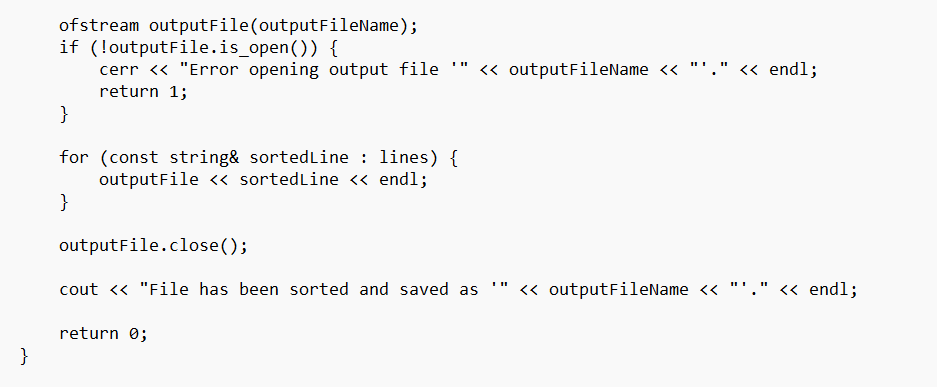 ofstream outputFile(outputFileName);
    if (!outputFile.is_open()) {
        cerr << "Error opening output file '" << outputFileName << "'." << endl;
        return 1;
    }

    for (const string& sortedLine : lines) {
        outputFile << sortedLine << endl;
    }

    outputFile.close();

    cout << "File has been sorted and saved as '" << outputFileName << "'." << endl;

    return 0;
}